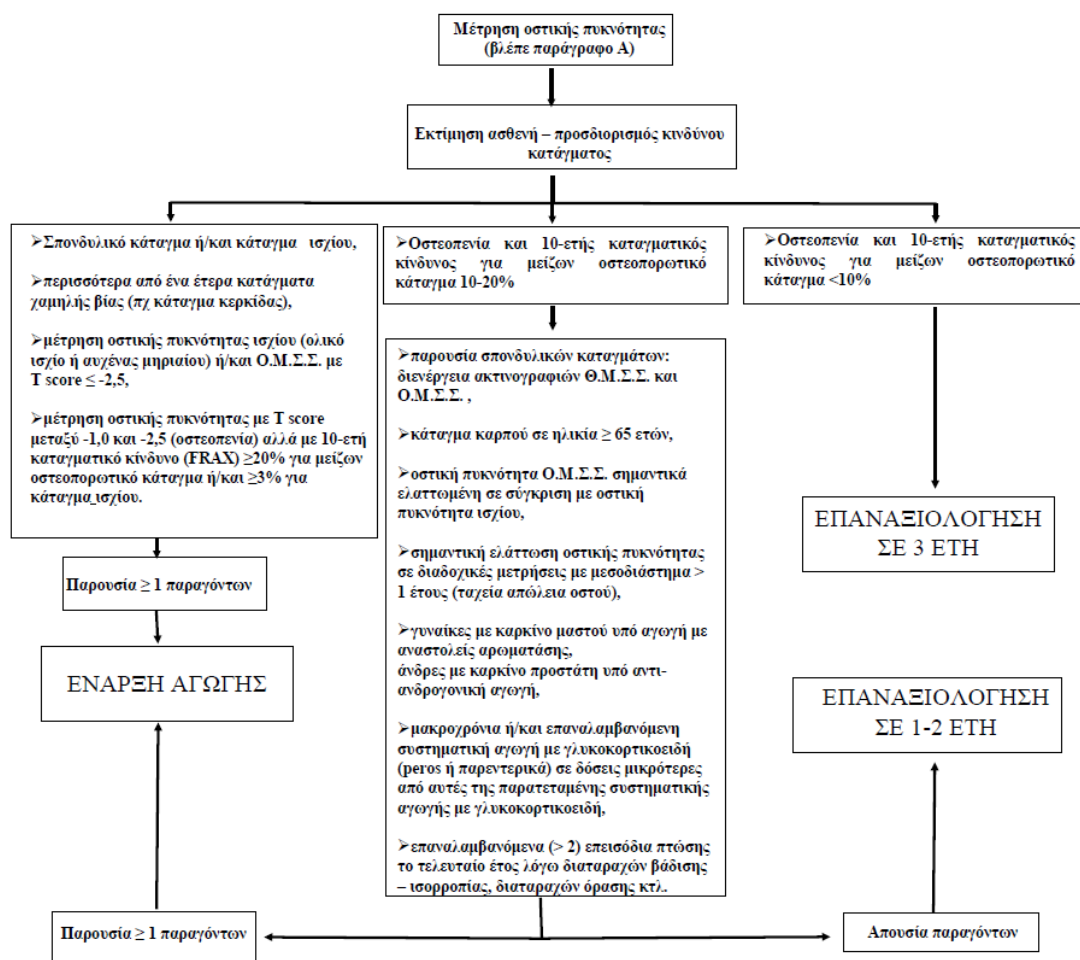 Μέτρηση οστικής πυκνότητας
(βλέπε παράγραφο Α)
Εκτίμηση ασθενή – προσδιορισμός κινδύνου
κατάγματος
➢Σπονδυλικό κάταγμα ή/και κάταγμα ισχίου,
➢περισσότερα από ένα έτερα κατάγματα
χαμηλής βίας (πχ κάταγμα κερκίδας),
➢μέτρηση οστικής πυκνότητας ισχίου (ολικό
ισχίο ή αυχένας μηριαίου) ή/και Ο.Μ.Σ.Σ. με
T score ≤ -2,5,
➢μέτρηση οστικής πυκνότητας με T score
μεταξύ -1,0 και -2,5 (οστεοπενία) αλλά με 10-ετή
καταγματικό κίνδυνο (FRAX) ≥20% για μείζων
οστεοπορωτικό κάταγμα ή/και ≥3% για
κάταγμα ισχίου.
Παρουσία ≥ 1 παραγόντων
ΕΝΑΡΞΗ ΑΓΩΓΗΣ
➢Οστεοπενία και 10-ετής καταγματικός
κίνδυνος για μείζων οστεοπορωτικό
κάταγμα 10-20%
➢παρουσία σπονδυλικών καταγμάτων:
διενέργεια ακτινογραφιών Θ.Μ.Σ.Σ. και
Ο.Μ.Σ.Σ. ,
➢κάταγμα καρπού σε ηλικία ≥ 65 ετών,
➢οστική πυκνότητα Ο.Μ.Σ.Σ. σημαντικά
ελαττωμένη σε σύγκριση με οστική
πυκνότητα ισχίου,
➢σημαντική ελάττωση οστικής πυκνότητας
σε διαδοχικές μετρήσεις με μεσοδιάστημα >
1 έτους (ταχεία απώλεια οστού),
➢γυναίκες με καρκίνο μαστού υπό αγωγή με
αναστολείς αρωματάσης,
άνδρες με καρκίνο προστάτη υπό αντι-
ανδρογονική αγωγή,
➢μακροχρόνια ή/και επαναλαμβανόμενη
συστηματική αγωγή με γλυκοκορτικοειδή
(peros ή παρεντερικά) σε δόσεις μικρότερες
από αυτές της παρατεταμένης συστηματικής
αγωγής με γλυκοκορτικοειδή,
➢επαναλαμβανόμενα (> 2) επεισόδια πτώσης
το τελευταίο έτος λόγω διαταραχών βάδισης
– ισορροπίας, διαταραχών όρασης κτλ.
➢Οστεοπενία και 10-ετής καταγματικός
κίνδυνος για μείζων οστεοπορωτικό
κάταγμα <10%
ΕΠΑΝΑΞΙΟΛΟΓΗΣΗ
ΣΕ 3 ΕΤΗ
ΕΠΑΝΑΞΙΟΛΟΓΗΣΗ
ΣΕ 1-2 ΕΤΗ
Παρουσία ≥ 1 παραγόντων
Απουσία παραγόντων